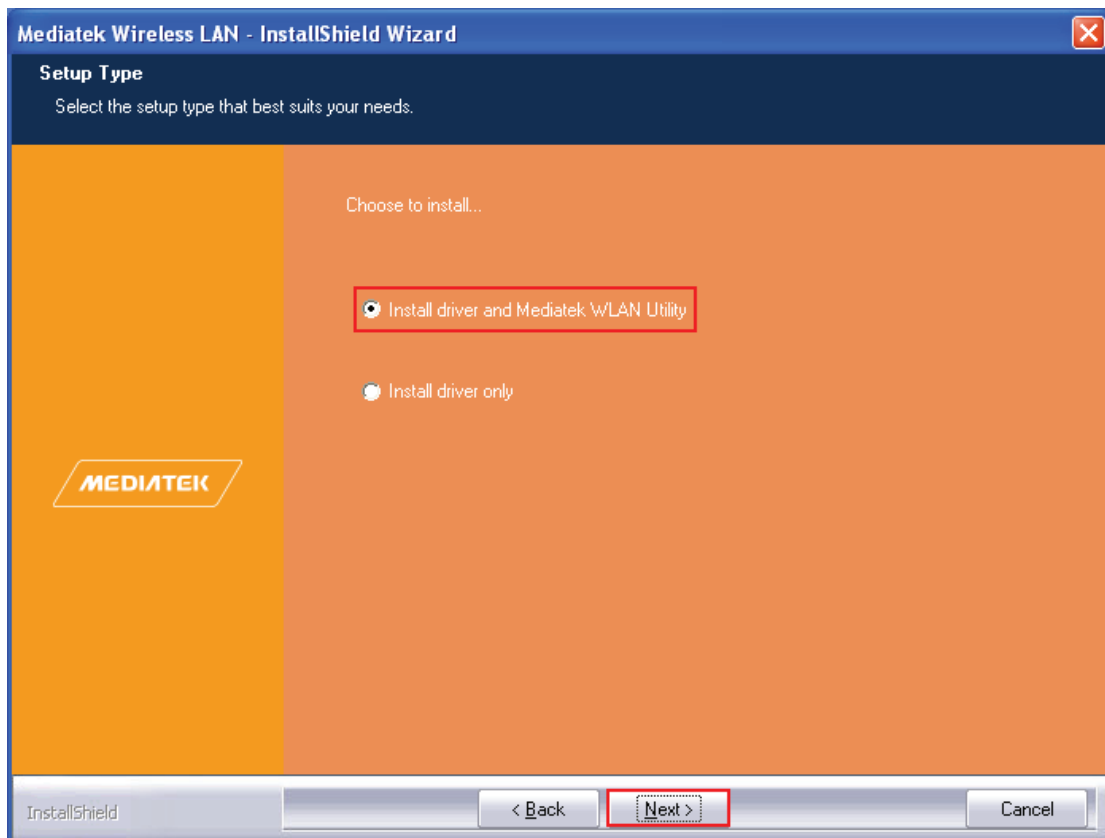 Mediatek Wireless LAN - InstallShield Wizard
Setup Type
Select the setup type that best suits your needs.
Choose to install...
Install driver and Mediatek WLAN Utility
Install driver only
MEDIATEK
InstallShield
< Back
Next >
Cancel